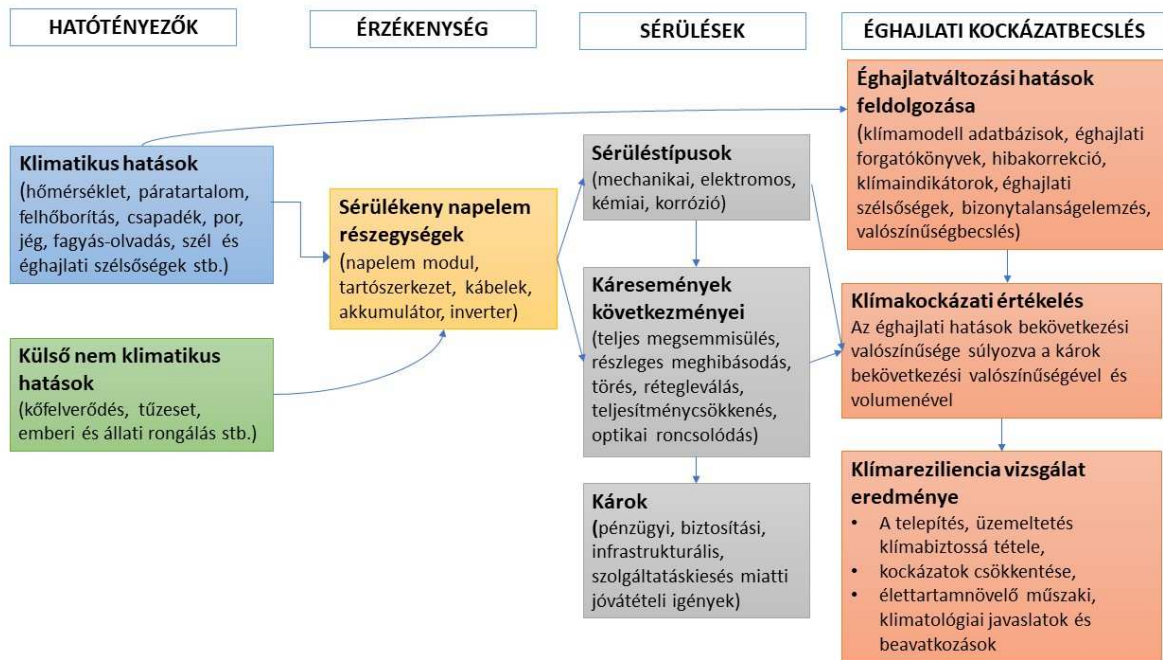 HATÓTÉNYEZŐK
ÉRZÉKENYSÉG
SÉRÜLÉSEK
ÉGHAJLATI KOCKÁZATBECSLÉS
Klimatikus hatások
(hőmérséklet, páratartalom,
felhőborítás, csapadék, por,
jég, fagyás-olvadás, szél és
éghajlati szélsőségek stb.)
Külső nem klimatikus
hatások
(kőfelverődés, tűzeset,
emberi és állati rongálás stb.)
Sérülékeny napelem
részegységek
(napelem modul,
tartószerkezet, kábelek,
akkumulátor, inverter)
Sérüléstípusok
(mechanikai, elektromos,
kémiai, korrózió)
Káresemények
következményei
(teljes megsemmisülés,
részleges meghibásodás,
törés, rétegleválás,
teljesítménycsökkenés,
optikai roncsolódás)
Károk
(pénzügyi, biztosítási,
infrastrukturális,
szolgáltatáskiesés miatti
jóvátételi igények)
Éghajlatváltozási hatások
feldolgozása
(klímamodell adatbázisok, éghajlati
forgatókönyvek, hibakorrekció,
klímaindikátorok, éghajlati
szélsőségek, bizonytalanságelemzés,
valószínűségbecslés)
Klímakockázati értékelés
Az éghajlati hatások bekövetkezési
valószínűsége súlyozva a károk
bekövetkezési valószínűségével és
volumenével
Klímareziliencia vizsgálat
eredménye
• A telepítés, üzemeltetés
klímabiztossá tétele,
• kockázatok csökkentése,
• élettartamnövelő műszaki,
klimatológiai javaslatok és
beavatkozások